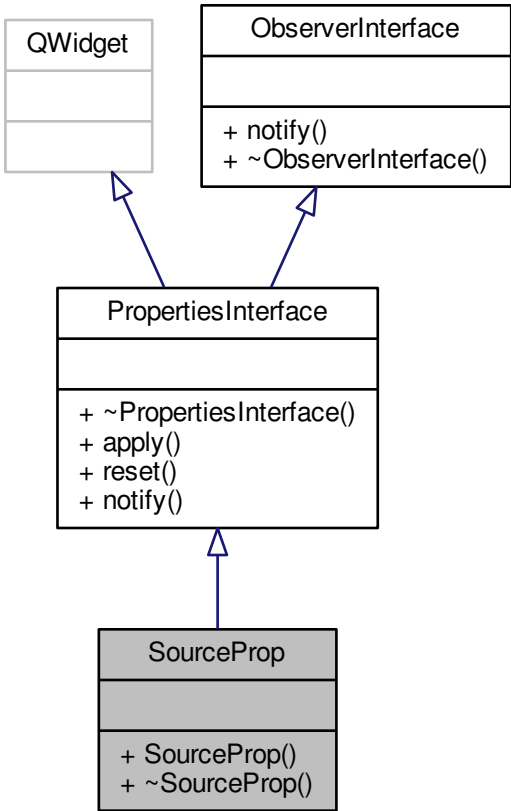 QWidget
ObserverInterface
+ notify()
+ ~ObserverInterface()
PropertiesInterface
+ ~PropertiesInterface()
+ apply()
+ reset()
+ notify()
SourceProp
+ SourceProp()
+ ~SourceProp()